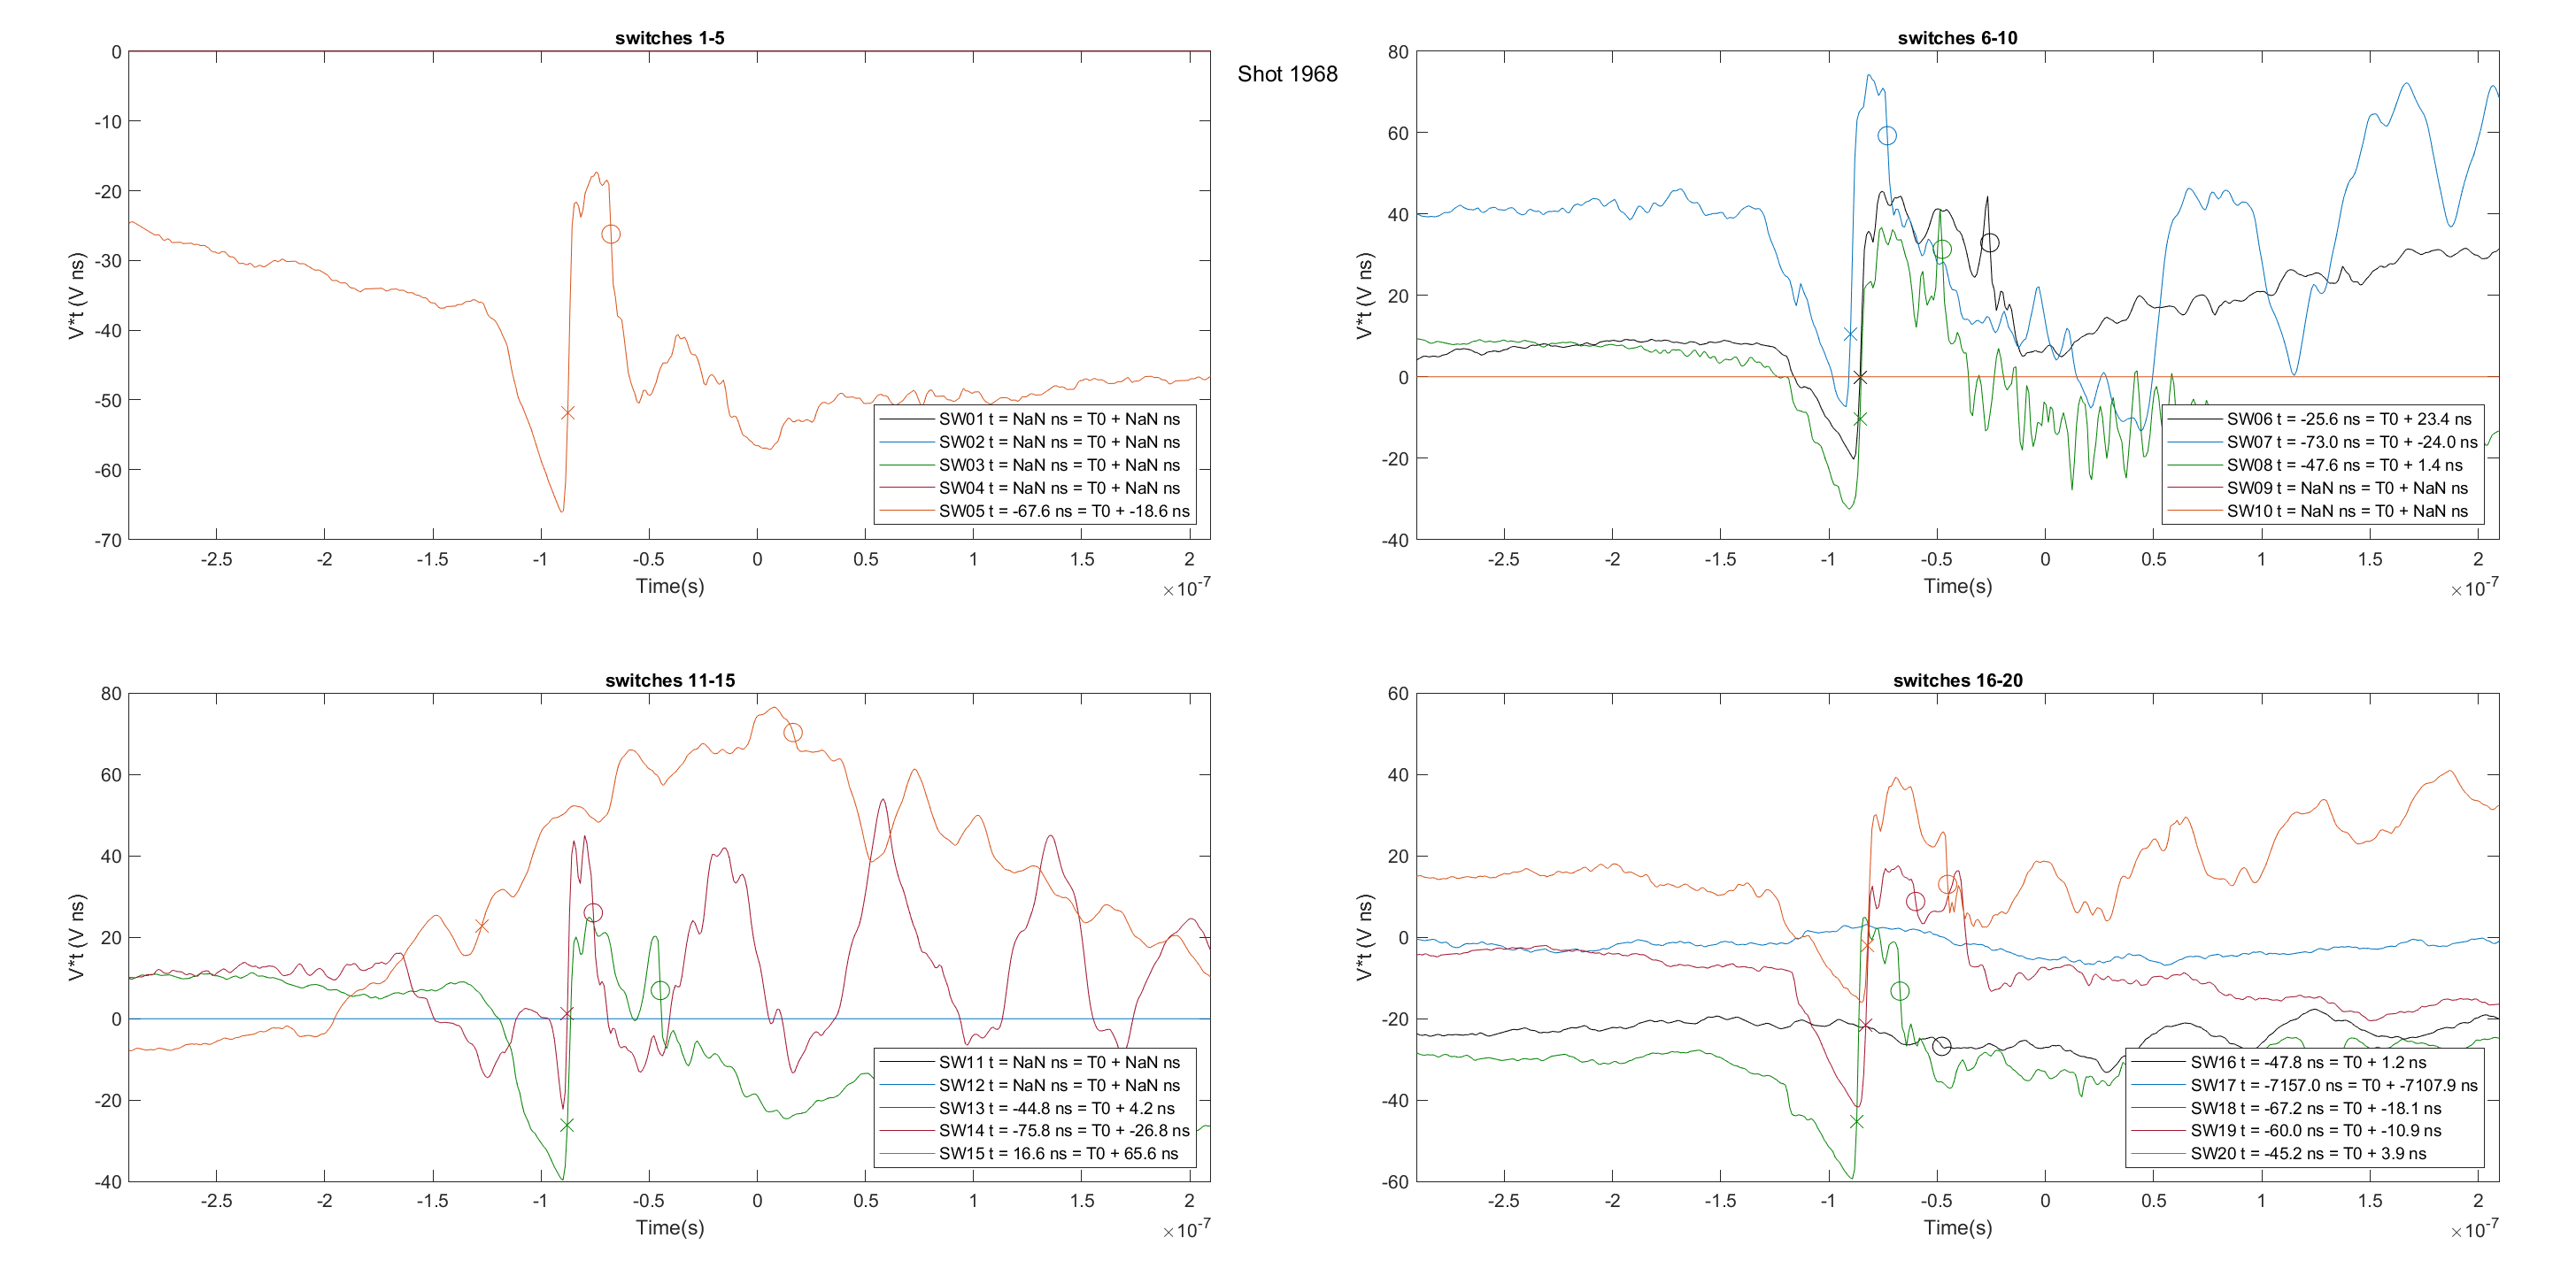 Shot 1968
switches 1-5
0
-10
-20
-30
-40
-50
-60
-70
V*t (V ns)
SW01 t = NaN ns = T0 + NaN ns
SW02 t = NaN ns = T0 + NaN ns
SW03 t = NaN ns = T0 + NaN ns
SW04 t = NaN ns = T0 + NaN ns
SW05 t = -67.6 ns = T0 + -18.6 ns
-2.5 -2 -1.5 -1 -0.5 0 0.5 1 1.5 2
Time(s)
×10-7
switches 6-10
80
60
40
20
0
-20
-40
V*t (V ns)
SW06 t = -25.6 ns = T0 + 23.4 ns
SW07 t = -73.0 ns = T0 + -24.0 ns
SW08 t = -47.6 ns = T0 + 1.4 ns
SW09 t = NaN ns = T0 + NaN ns
SW10 t = NaN ns = T0 + NaN ns
-2.5 -2 -1.5 -1 -0.5 0 0.5 1 1.5 2
Time(s)
×10-7
switches 11-15
80
60
40
20
0
-20
-40
V*t (V ns)
SW11 t = NaN ns = T0 + NaN ns
SW12 t = NaN ns = T0 + NaN ns
SW13 t = -44.8 ns = T0 + 4.2 ns
SW14 t = -75.8 ns = T0 + -26.8 ns
SW15 t = 16.6 ns = T0 + 65.6 ns
-2.5 -2 -1.5 -1 -0.5 0 0.5 1 1.5 2
Time(s)
×10-7
switches 16-20
60
40
20
0
-20
-40
-60
V*t (V ns)
SW16 t = -47.8 ns = T0 + 1.2 ns
SW17 t = -7157.0 ns = T0 + -7107.9 ns
SW18 t = -67.2 ns = T0 + -18.1 ns
SW19 t = -60.0 ns = T0 + -10.9 ns
SW20 t = -45.2 ns = T0 + 3.9 ns
-2.5 -2 -1.5 -1 -0.5 0 0.5 1 1.5 2
Time(s)
×10-7